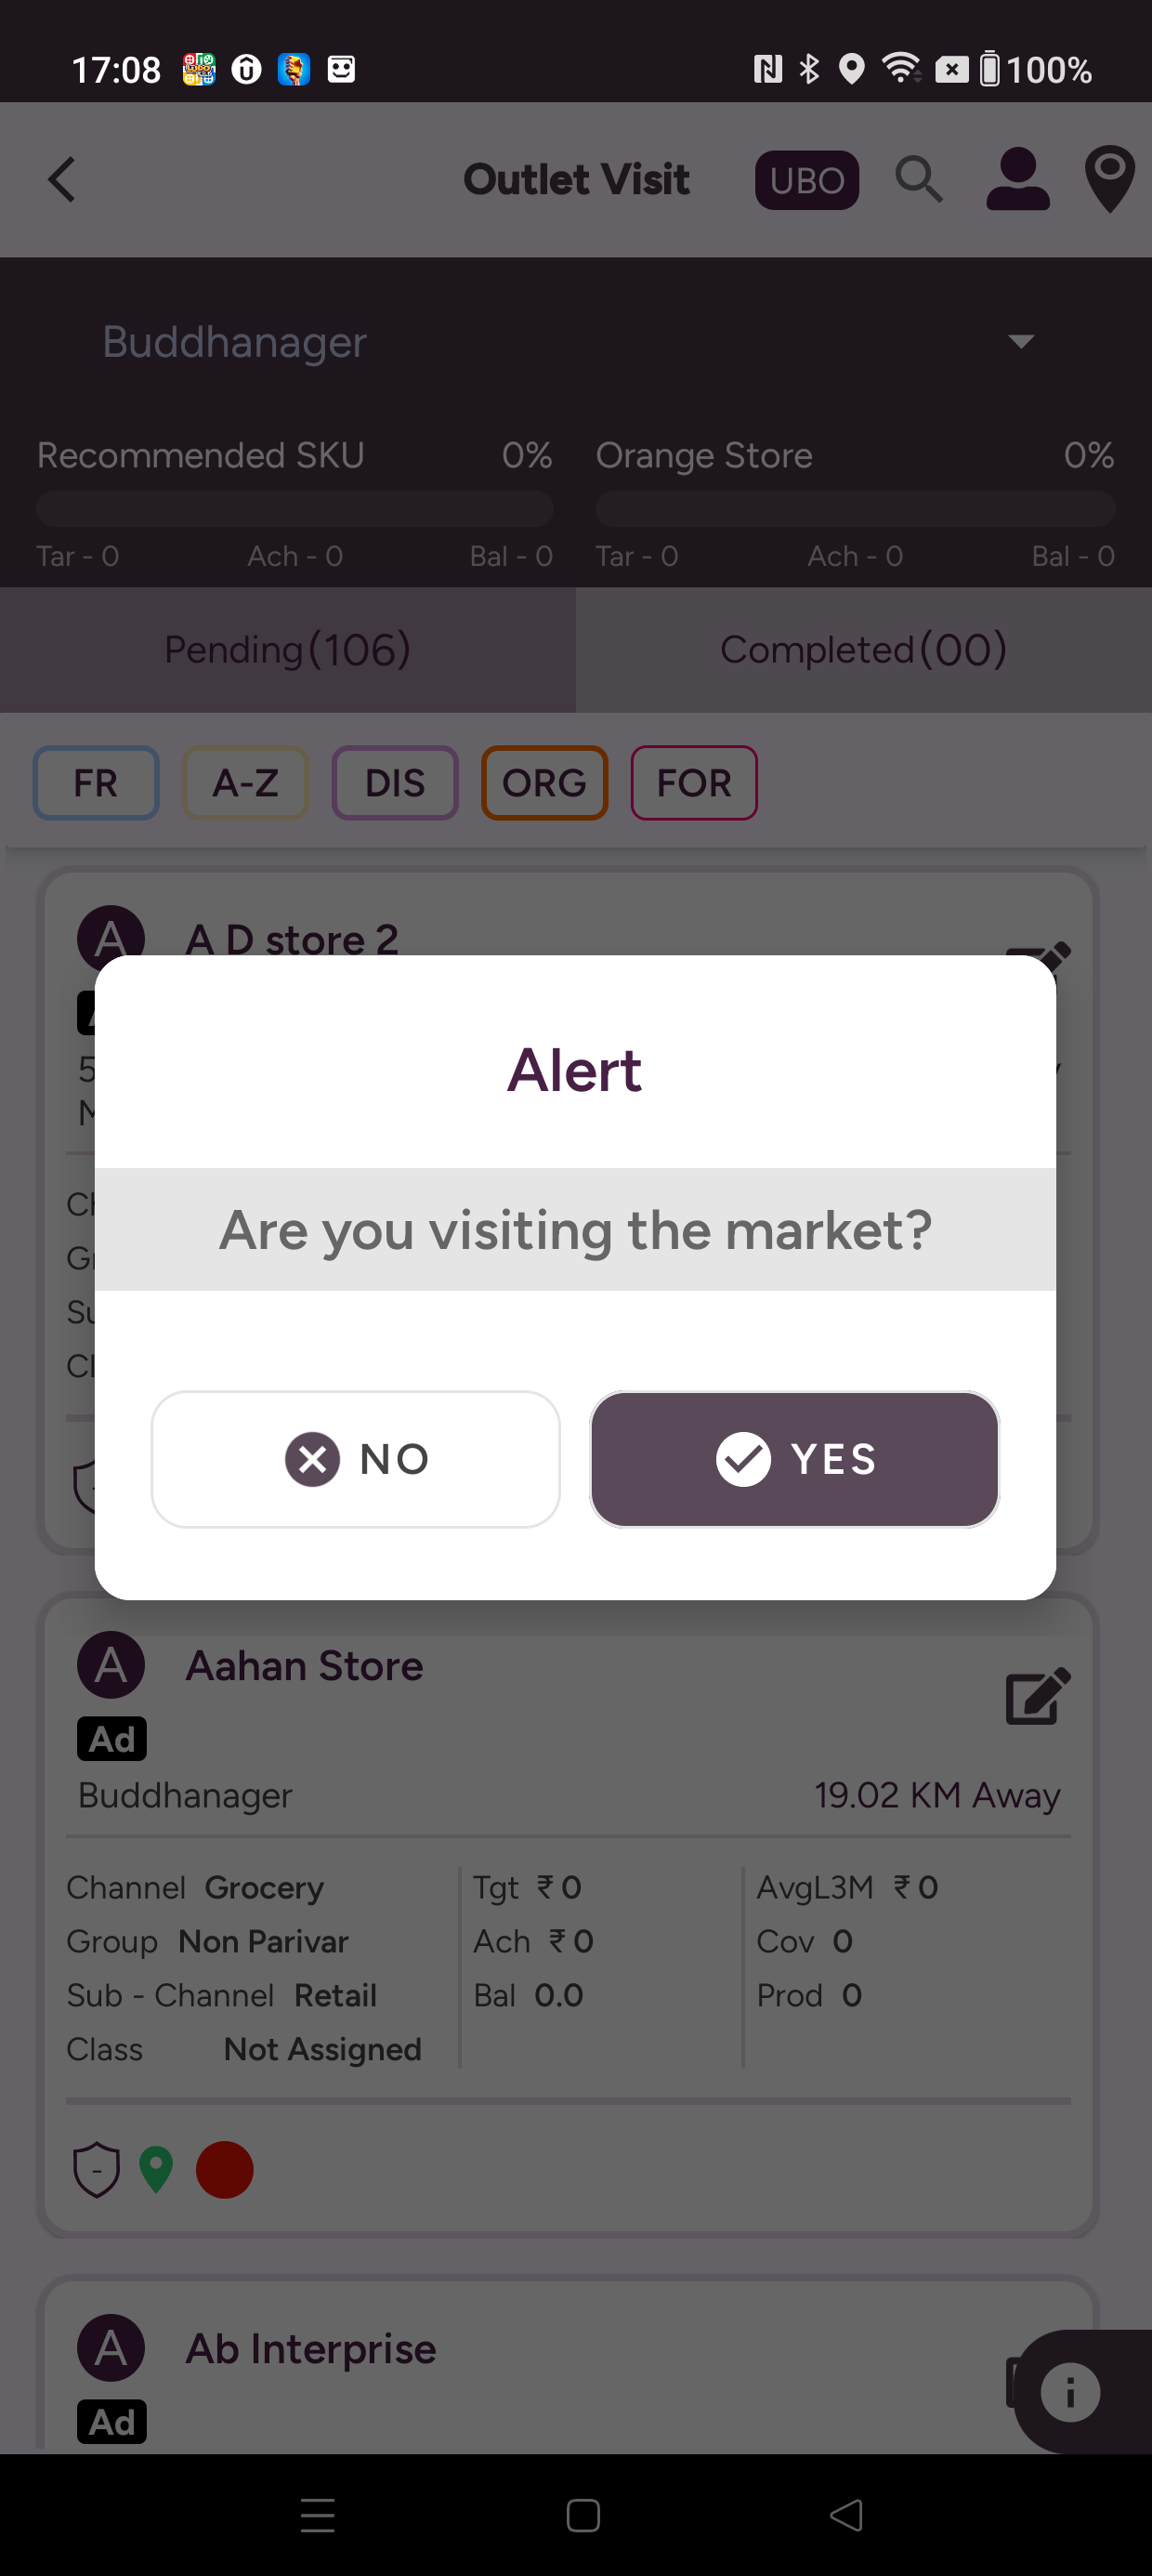 17:08 100%
Outlet Visit UBO
Buddhanager
Recommended SKU 0% Orange Store 0%
Tar - 0 Ach - 0 Bal - 0 Tar - 0 Ach - 0 Bal - 0
Pending(106) Completed(00)
FR A-Z DIS ORG FOR
A A D store 2
Alert
Are you visiting the market?
NO YES
A Aahan Store
Ad
Buddhanager 19.02 KM Away
Channel Grocery Tgt ₹ 0 AvgL3M ₹ 0
Group Non Parivar Ach ₹ 0 Cov 0
Sub - Channel Retail Bal 0.0 Prod 0
Class Not Assigned
-
A Ab Interprise
Ad